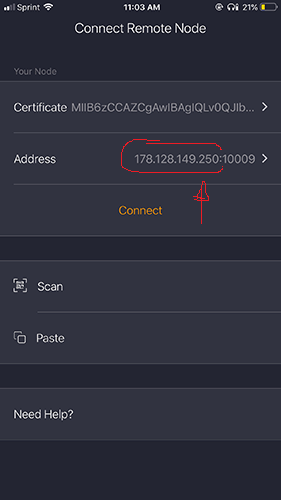 Sprint 11:03 AM 21%
Connect Remote Node
Your Node
Certificate MIIB6zCCAZCgAwIBAgIQLv0QJIb...
Address 178.128.149.250:10009
Connect
Scan
Paste
Need Help?